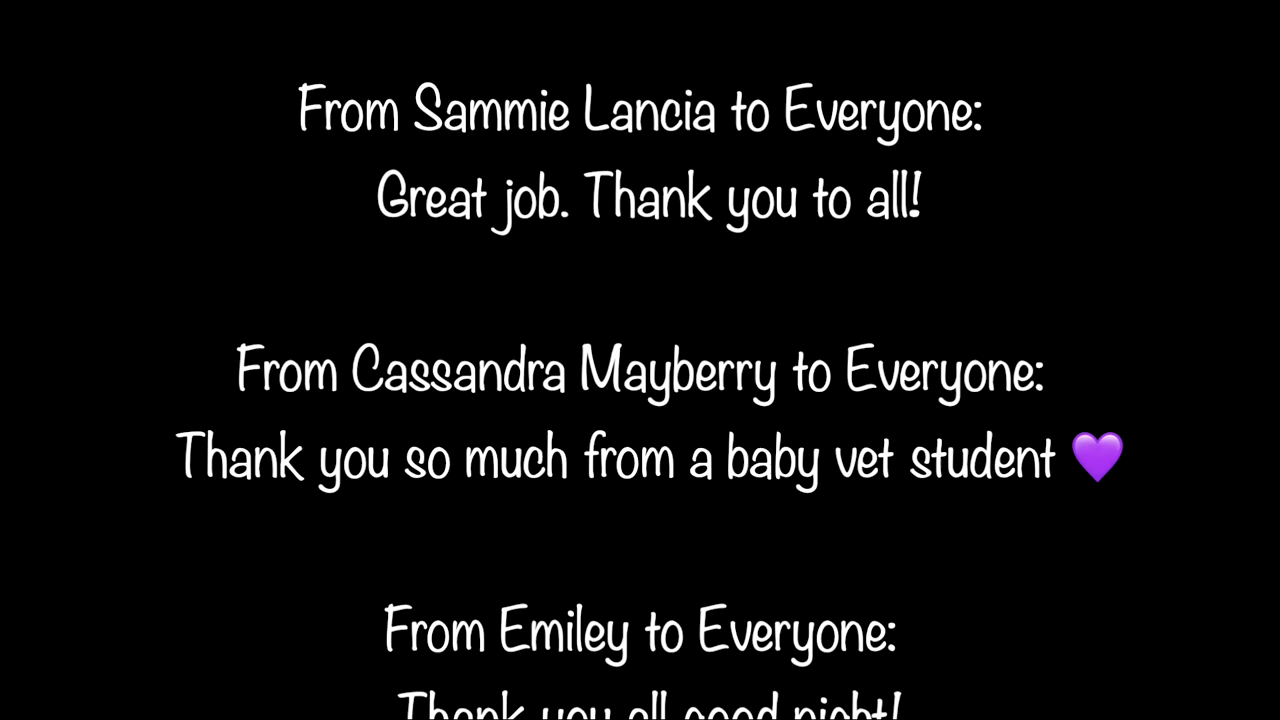 From Sammie Lancia to Everyone:
Great job. Thank you to all!
From Cassandra Mayberry to Everyone:
Thank you so much from a baby vet student 💜
From Emiley to Everyone:
Thank you all good night!